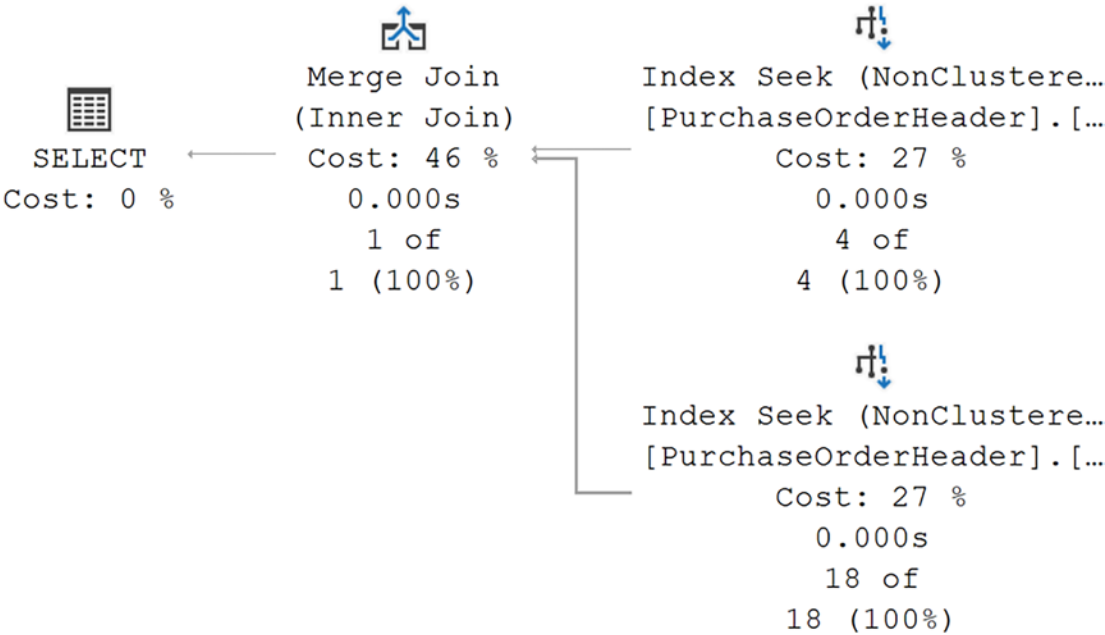 SELECT
Cost: 0 %
Merge Join
(Inner Join)
Cost: 46 %
0.000s
1 of
1 (100%)
Index Seek (NonClustere…
[PurchaseOrderHeader].[…
Cost: 27 %
0.000s
4 of
4 (100%)
Index Seek (NonClustere…
[PurchaseOrderHeader].[…
Cost: 27 %
0.000s
18 of
18 (100%)